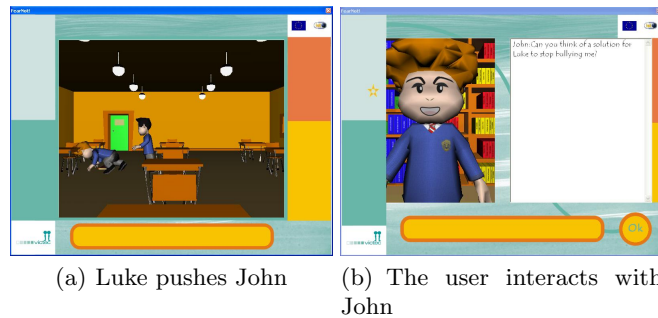 FearNot!
FearNot!
John:Can you think of a solution for
Luke to stop bullying me?
Ok
(a) Luke pushes John
(b) The user interacts with
John